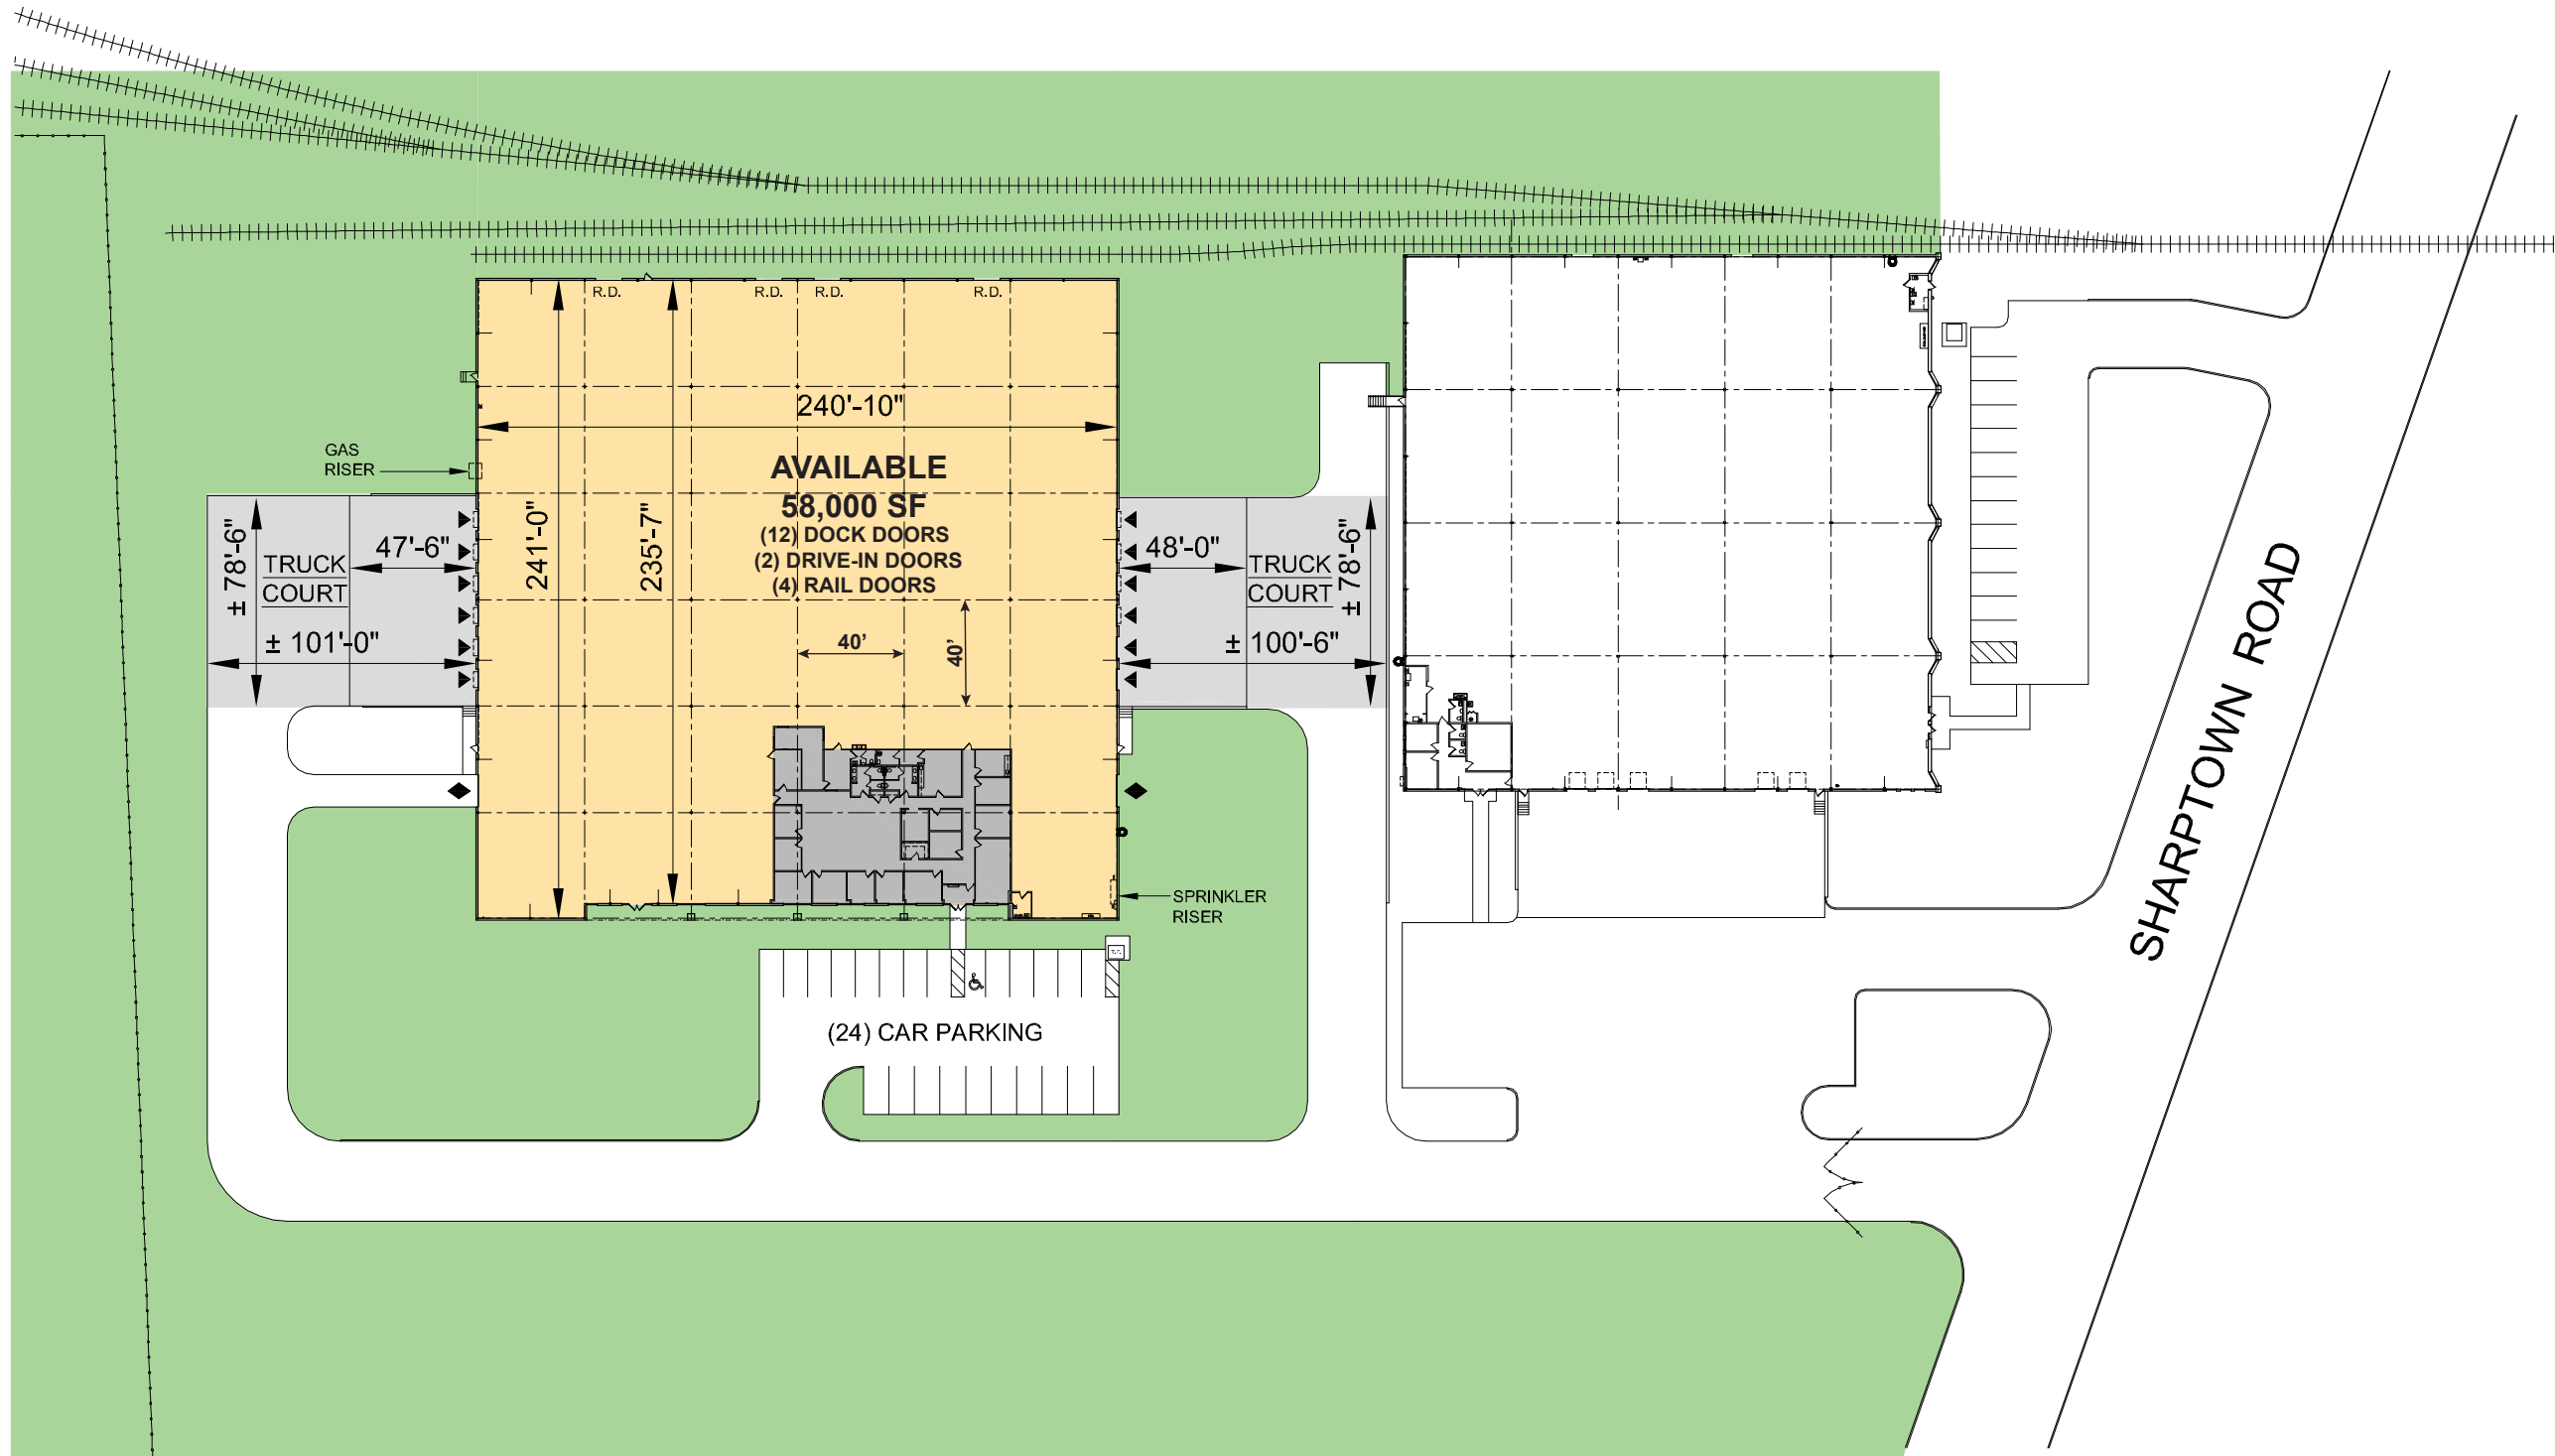 R.D.
R.D.
R.D.
R.D.
240'-10"
GAS
RISER
AVAILABLE
58,000 SF
(12) DOCK DOORS
(2) DRIVE-IN DOORS
(4) RAIL DOORS
241'-0"
235'-7"
± 78'-6"
TRUCK
COURT
47'-6"
± 101'-0"
40'
40'
48'-0"
TRUCK
COURT
± 78'-6"
± 100'-6"
SPRINKLER
RISER
(24) CAR PARKING
SHARPTOWN ROAD